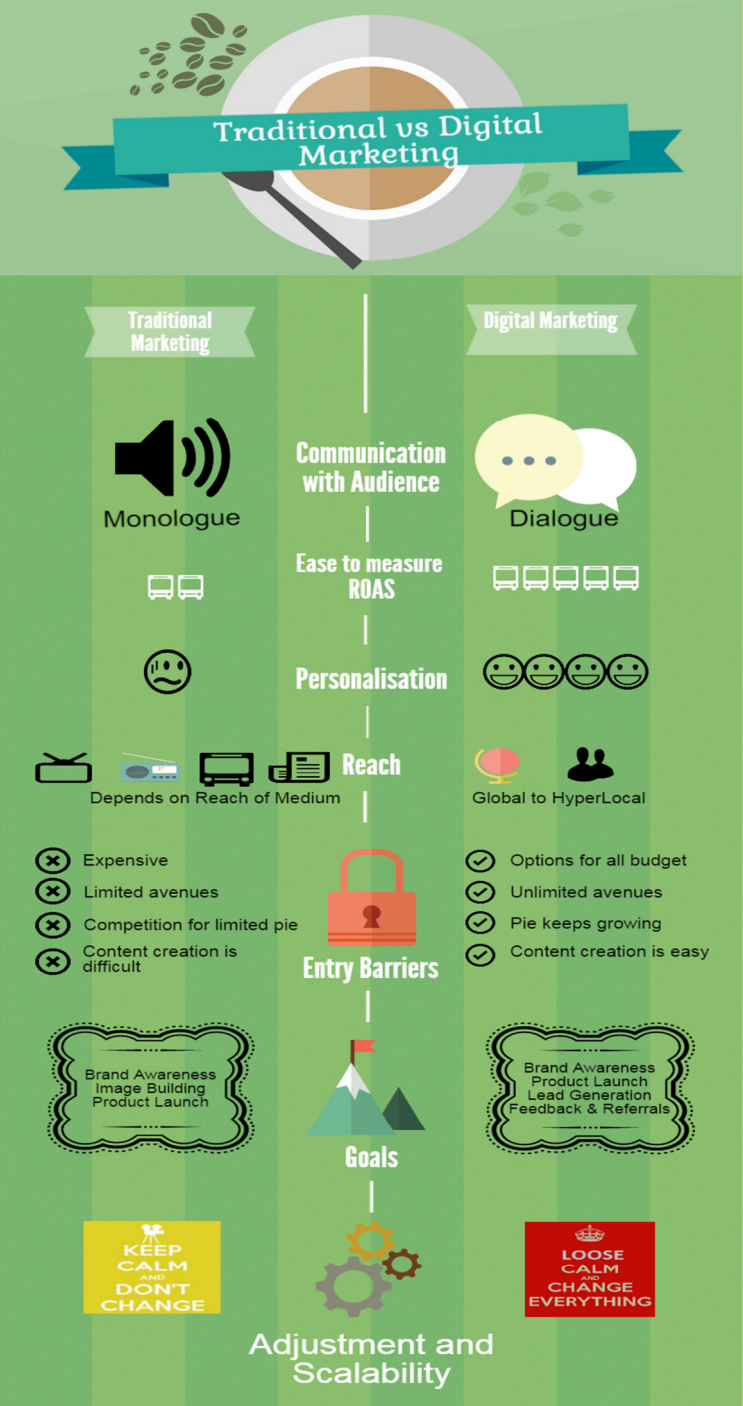 Traditional vs Digital
Marketing
Traditional
Marketing
Digital Marketing
Communication
with Audience
Monologue
Dialogue
Ease to measure
ROAS
Personalisation
Reach
Depends on Reach of Medium
Global to HyperLocal
Expensive
Limited avenues
Competition for limited pie
Content creation is
difficult
Options for all budget
Unlimited avenues
Pie keeps growing
Content creation is easy
Entry Barriers
Brand Awareness
Image Building
Product Launch
Brand Awareness
Product Launch
Lead Generation
Feedback & Referrals
Goals
KEEP
CALM
AND
DON'T
CHANGE
LOOSE
CALM
AND
CHANGE
EVERYTHING
Adjustment and
Scalability